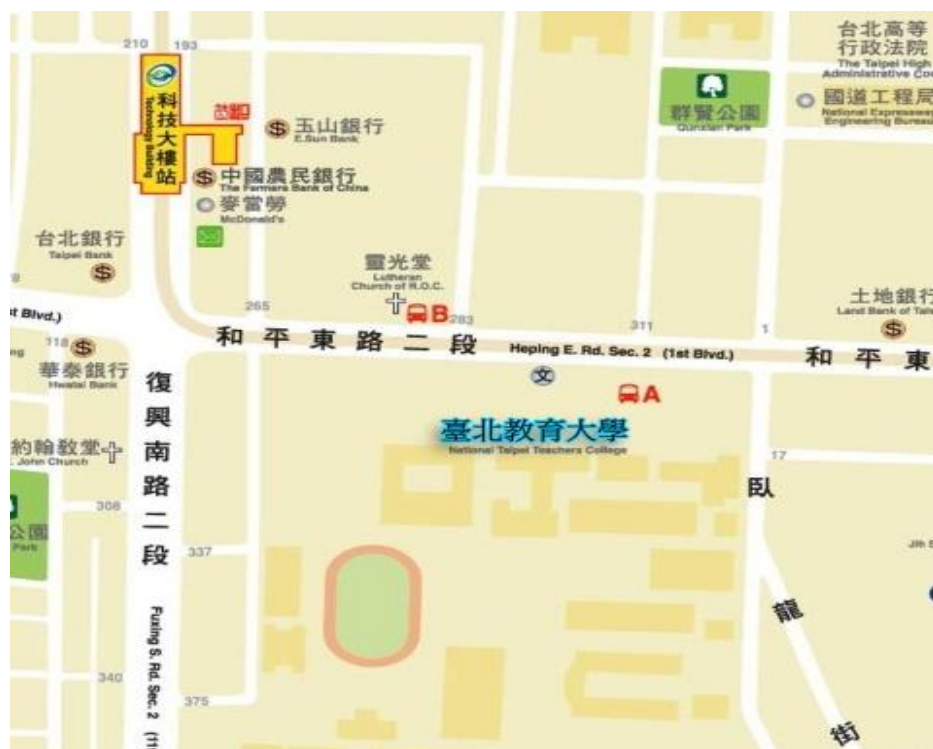 210 193
台北高等
行政法院
The Taipei High
Administrative Cou
科技大樓站
Technology Building
玉山銀行
E.Sun Bank
群賢公園
Qunxian Park
國道工程局
National Expressway
Engineering Bureau
中國農民銀行
The Farmers Bank of China
麥當勞
McDonald's
台北銀行
Taipei Bank
靈光堂
Lutheran
Church of R.O.C.
265
B
283
311
1
土地銀行
Land Bank of Taiw
st Blvd.)
118
和平東路二段
Heping E. Rd. Sec. 2 (1st Blvd.)
和平東
華泰銀行
Hwatai Bank
復興南路二段
Fuxing S. Rd. Sec. 2 (11
文
A
臺北教育大學
National Taipei Teachers College
約翰教堂
John Church
17
臥龍街
308
公園
Park
337
Jih S
340
375